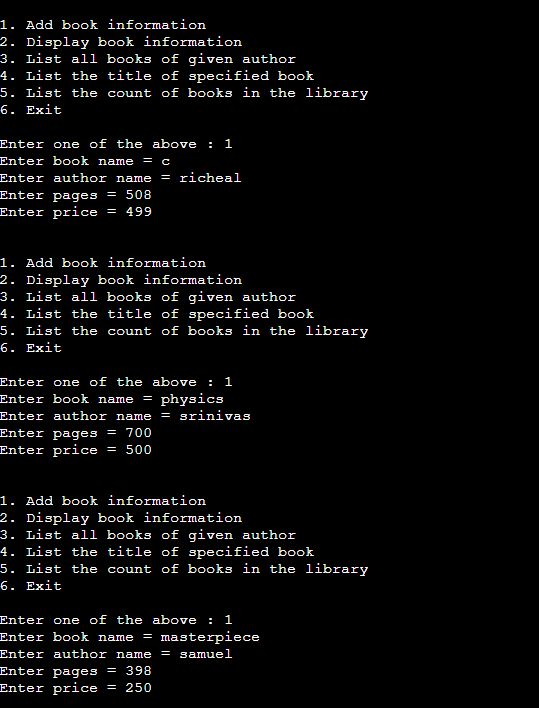 1. Add book information
2. Display book information
3. List all books of given author
4. List the title of specified book
5. List the count of books in the library
6. Exit
Enter one of the above : 1
Enter book name = c
Enter author name = richeal
Enter pages = 508
Enter price = 499
1. Add book information
2. Display book information
3. List all books of given author
4. List the title of specified book
5. List the count of books in the library
6. Exit
Enter one of the above : 1
Enter book name = physics
Enter author name = srinivas
Enter pages = 700
Enter price = 500
1. Add book information
2. Display book information
3. List all books of given author
4. List the title of specified book
5. List the count of books in the library
6. Exit
Enter one of the above : 1
Enter book name = masterpiece
Enter author name = samuel
Enter pages = 398
Enter price = 250